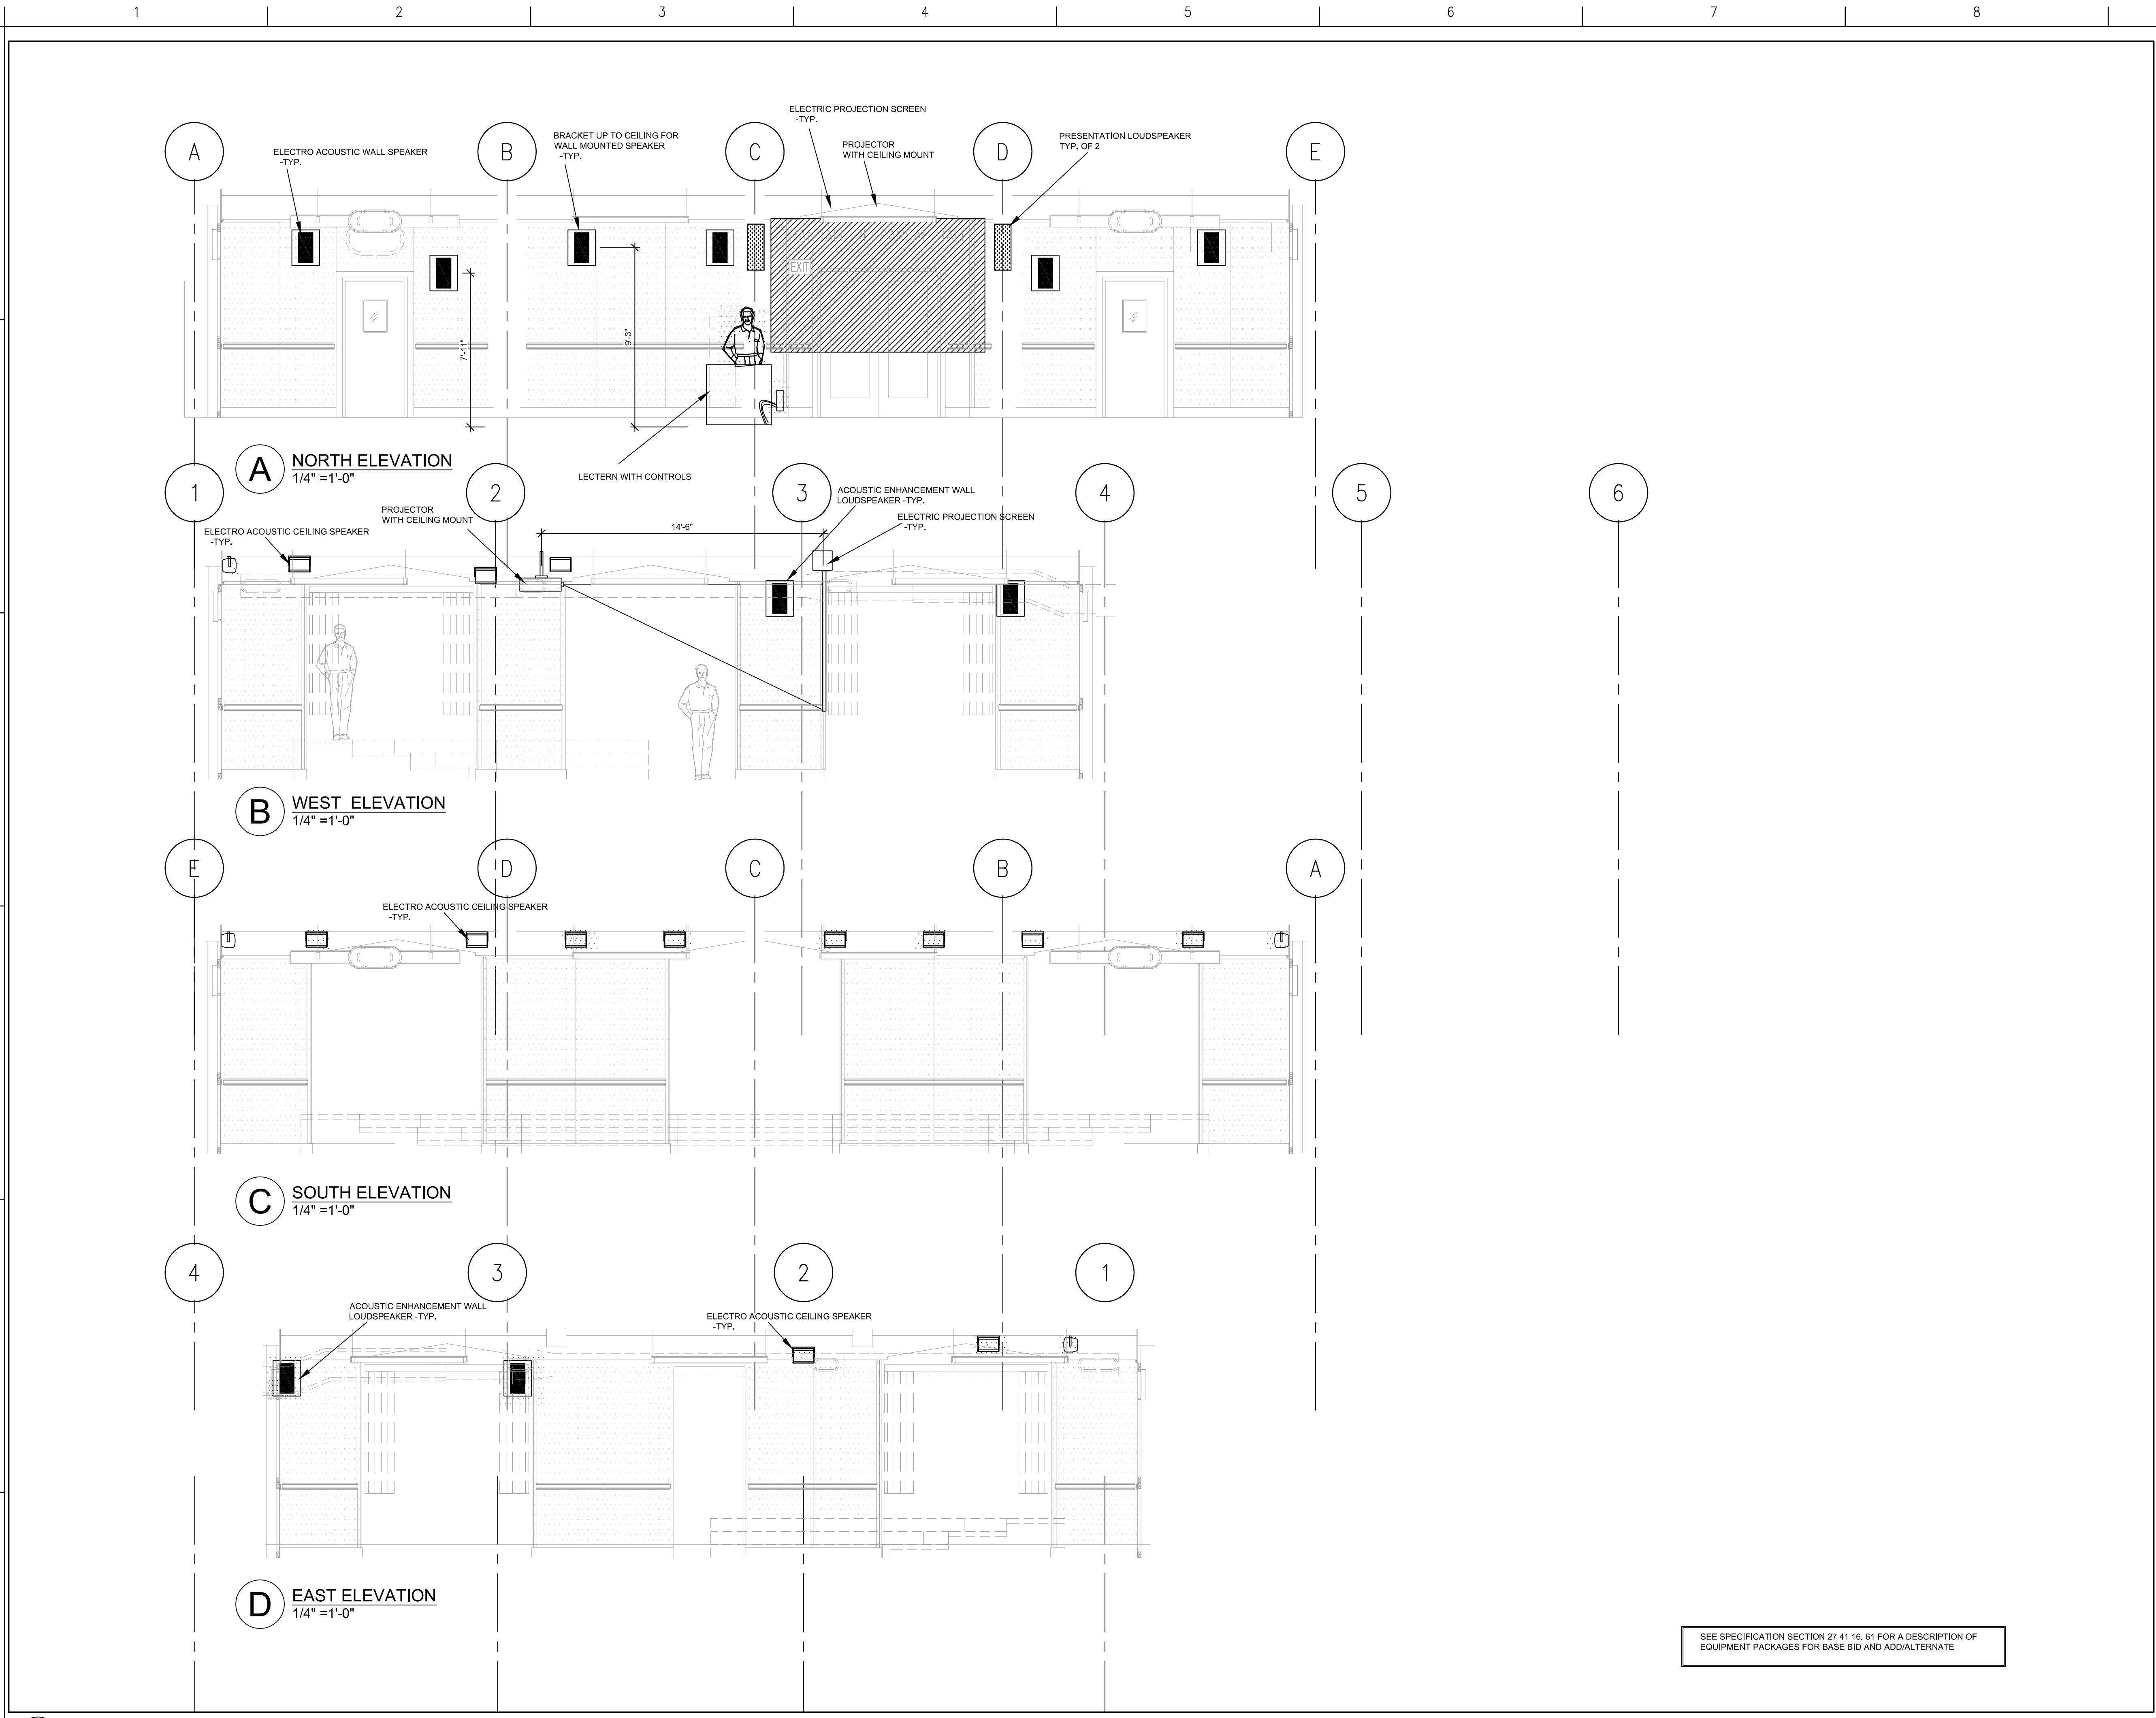 1 2 3 4 5 6 7 8
ELECTRIC PROJECTION SCREEN
-TYP.
A
ELECTRO ACOUSTIC WALL SPEAKER
-TYP.
B
BRACKET UP TO CEILING FOR
WALL MOUNTED SPEAKER
-TYP.
C
PROJECTOR
WITH CEILING MOUNT
D
PRESENTATION LOUDSPEAKER
TYP. OF 2
E
EXIT
7'-11"
9'-3"
A NORTH ELEVATION
1/4" =1'-0"
LECTERN WITH CONTROLS
1 2 3 4 5 6
PROJECTOR
WITH CEILING MOUNT
ACOUSTIC ENHANCEMENT WALL
LOUDSPEAKER -TYP.
ELECTRO ACOUSTIC CEILING SPEAKER
-TYP.
14'-6"
ELECTRIC PROJECTION SCREEN
-TYP.
B WEST ELEVATION
1/4" =1'-0"
E D C B A
ELECTRO ACOUSTIC CEILING SPEAKER
-TYP.
C SOUTH ELEVATION
1/4" =1'-0"
4 3 2 1
ACOUSTIC ENHANCEMENT WALL
LOUDSPEAKER -TYP.
ELECTRO ACOUSTIC CEILING SPEAKER
-TYP.
D EAST ELEVATION
1/4" =1'-0"
SEE SPECIFICATION SECTION 27 41 16. 61 FOR A DESCRIPTION OF
EQUIPMENT PACKAGES FOR BASE BID AND ADD/ALTERNATE